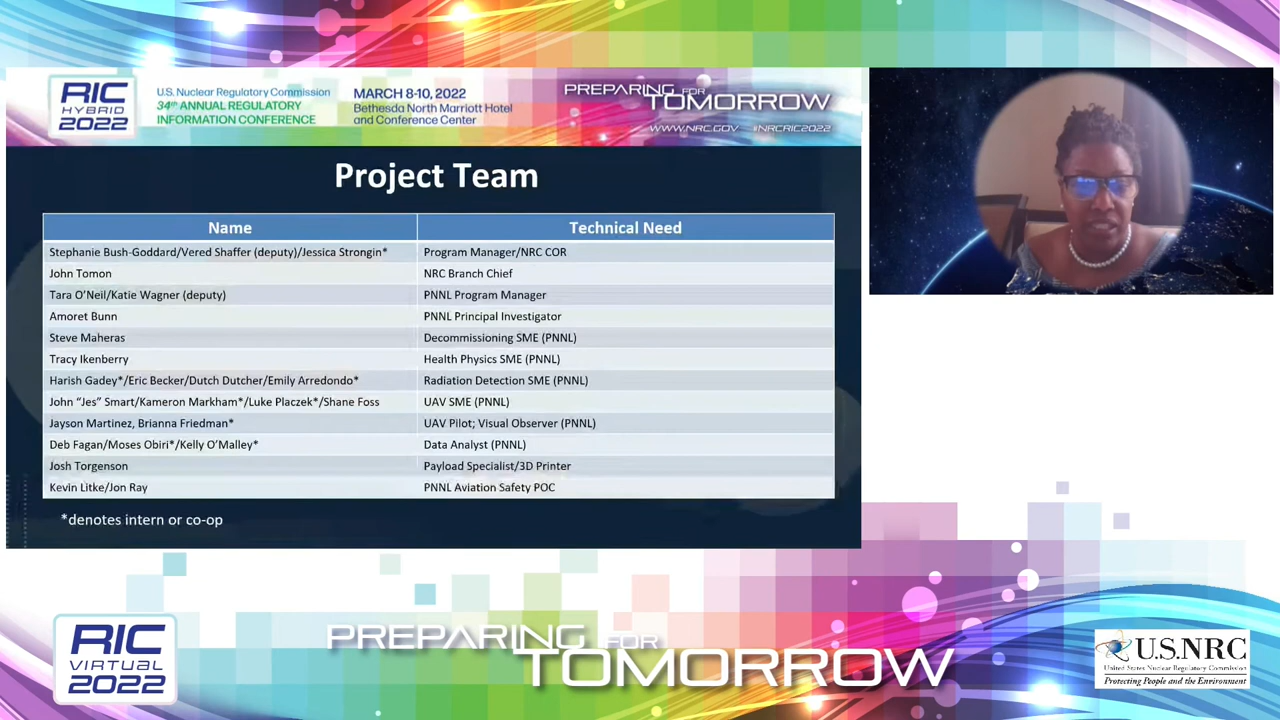 RIC
HYBRID
2022
U.S. Nuclear Regulatory Commission
34th ANNUAL REGULATORY
INFORMATION CONFERENCE
MARCH 8-10, 2022
Bethesda North Marriott Hotel
and Conference Center
PREPARING FOR
TOMORROW
WWW.NRC.GOV #NRCRIC2022
Project Team
Name Technical Need
Stephanie Bush-Goddard/Vered Shaffer (deputy)/Jessica Strongin* Program Manager/NRC COR
John Tomon NRC Branch Chief
Tara O'Neil/Katie Wagner (deputy) PNNL Program Manager
Amoret Bunn PNNL Principal Investigator
Steve Maheras Decommissioning SME (PNNL)
Tracy Ikenberry Health Physics SME (PNNL)
Harish Gadey*/Eric Becker/Dutch Dutcher/Emily Arredondo* Radiation Detection SME (PNNL)
John “Jes” Smart/Kameron Markham*/Luke Placzek*/Shane Foss UAV SME (PNNL)
Jayson Martinez, Brianna Friedman* UAV Pilot; Visual Observer (PNNL)
Deb Fagan/Moses Obiri*/Kelly O'Malley* Data Analyst (PNNL)
Josh Torgenson Payload Specialist/3D Printer
Kevin Litke/Jon Ray PNNL Aviation Safety POC
*denotes intern or co-op
RIC
VIRTUAL
2022
PREPARING FOR
TOMORROW
U.S.NRC
United States Nuclear Regulatory Commission
Protecting People and the Environment